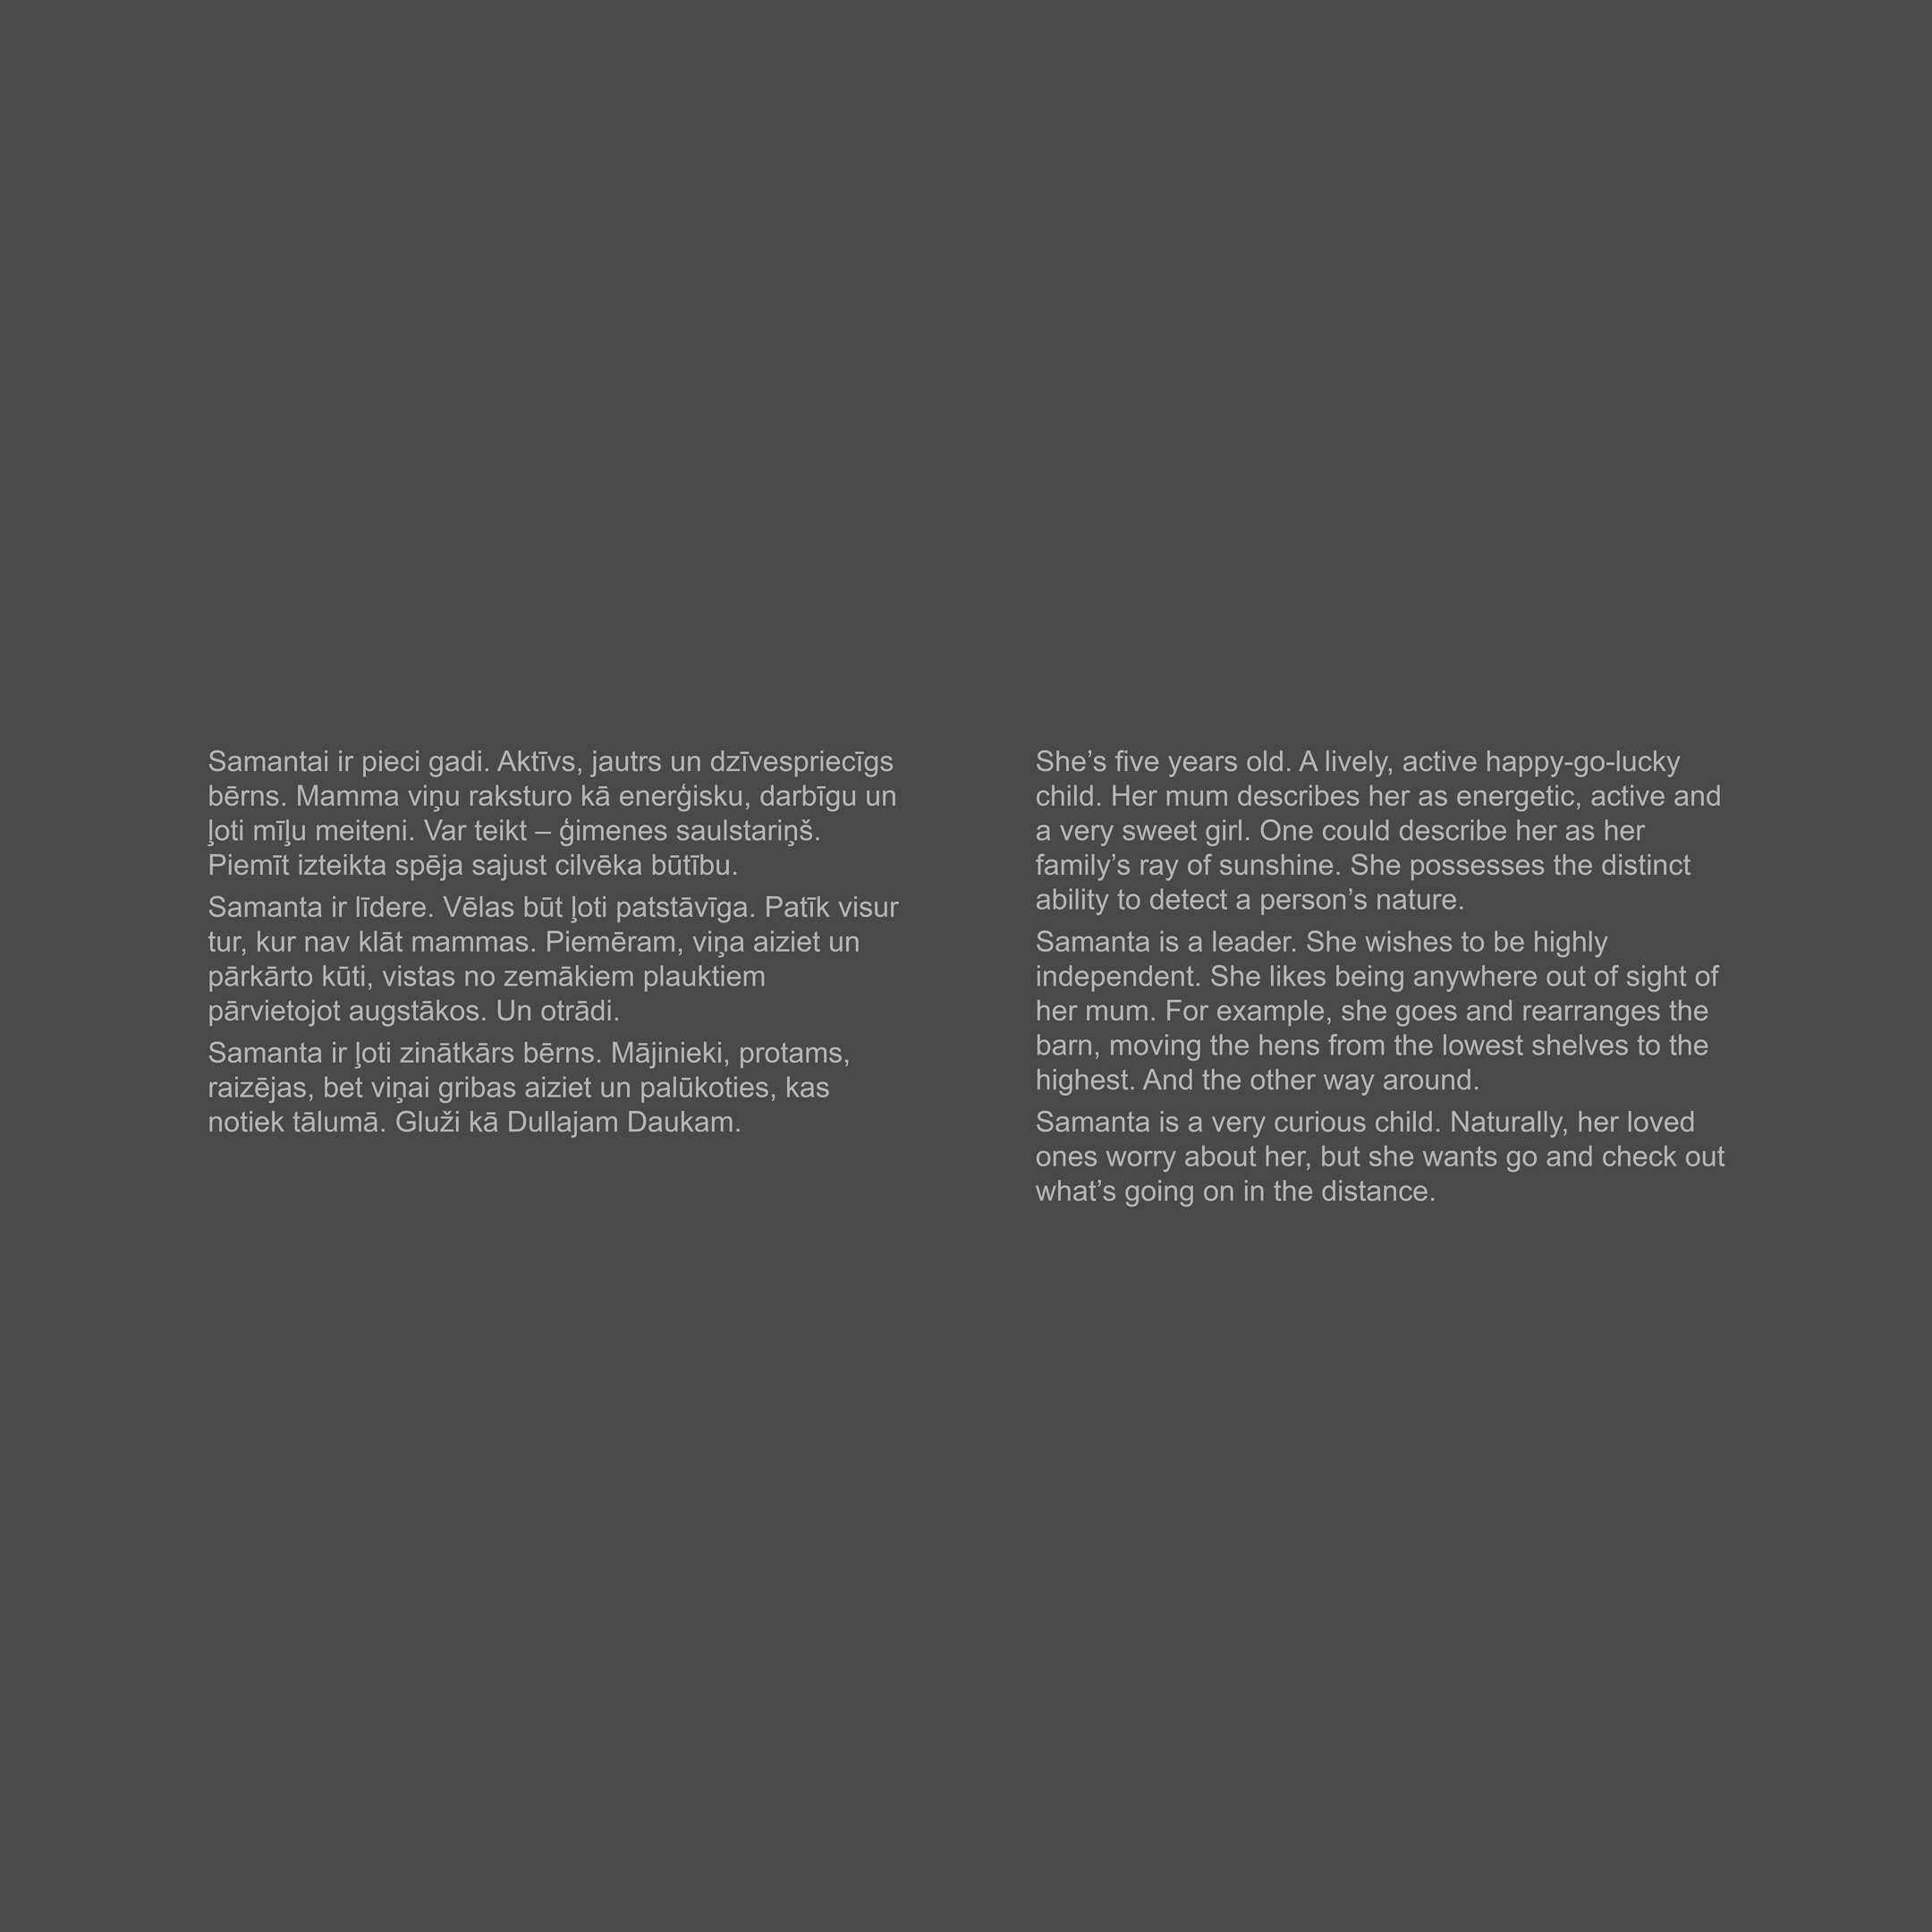 Samantai ir pieci gadi. Aktīvs, jautrs un dzīvespriecīgs
bērns. Mamma viņu raksturo kā enerģisku, darbīgu un
ļoti mīļu meiteni. Var teikt – ģimenes saulstariņš.
Piemīt izteikta spēja sajust cilvēka būtību.
Samanta ir līdere. Vēlas būt ļoti patstāvīga. Patīk visur
tur, kur nav klāt mammas. Piemēram, viņa aiziet un
pārkārto kūti, vistas no zemākiem plauktiem
pārvietojot augstākos. Un otrādi.
Samanta ir ļoti zinātkārs bērns. Mājinieki, protams,
raizējas, bet viņai gribas aiziet un palūkoties, kas
notiek tālumā. Gluži kā Dullajam Daukam.
She’s five years old. A lively, active happy-go-lucky
child. Her mum describes her as energetic, active and
a very sweet girl. One could describe her as her
family’s ray of sunshine. She possesses the distinct
ability to detect a person’s nature.
Samanta is a leader. She wishes to be highly
independent. She likes being anywhere out of sight of
her mum. For example, she goes and rearranges the
barn, moving the hens from the lowest shelves to the
highest. And the other way around.
Samanta is a very curious child. Naturally, her loved
ones worry about her, but she wants go and check out
what’s going on in the distance.